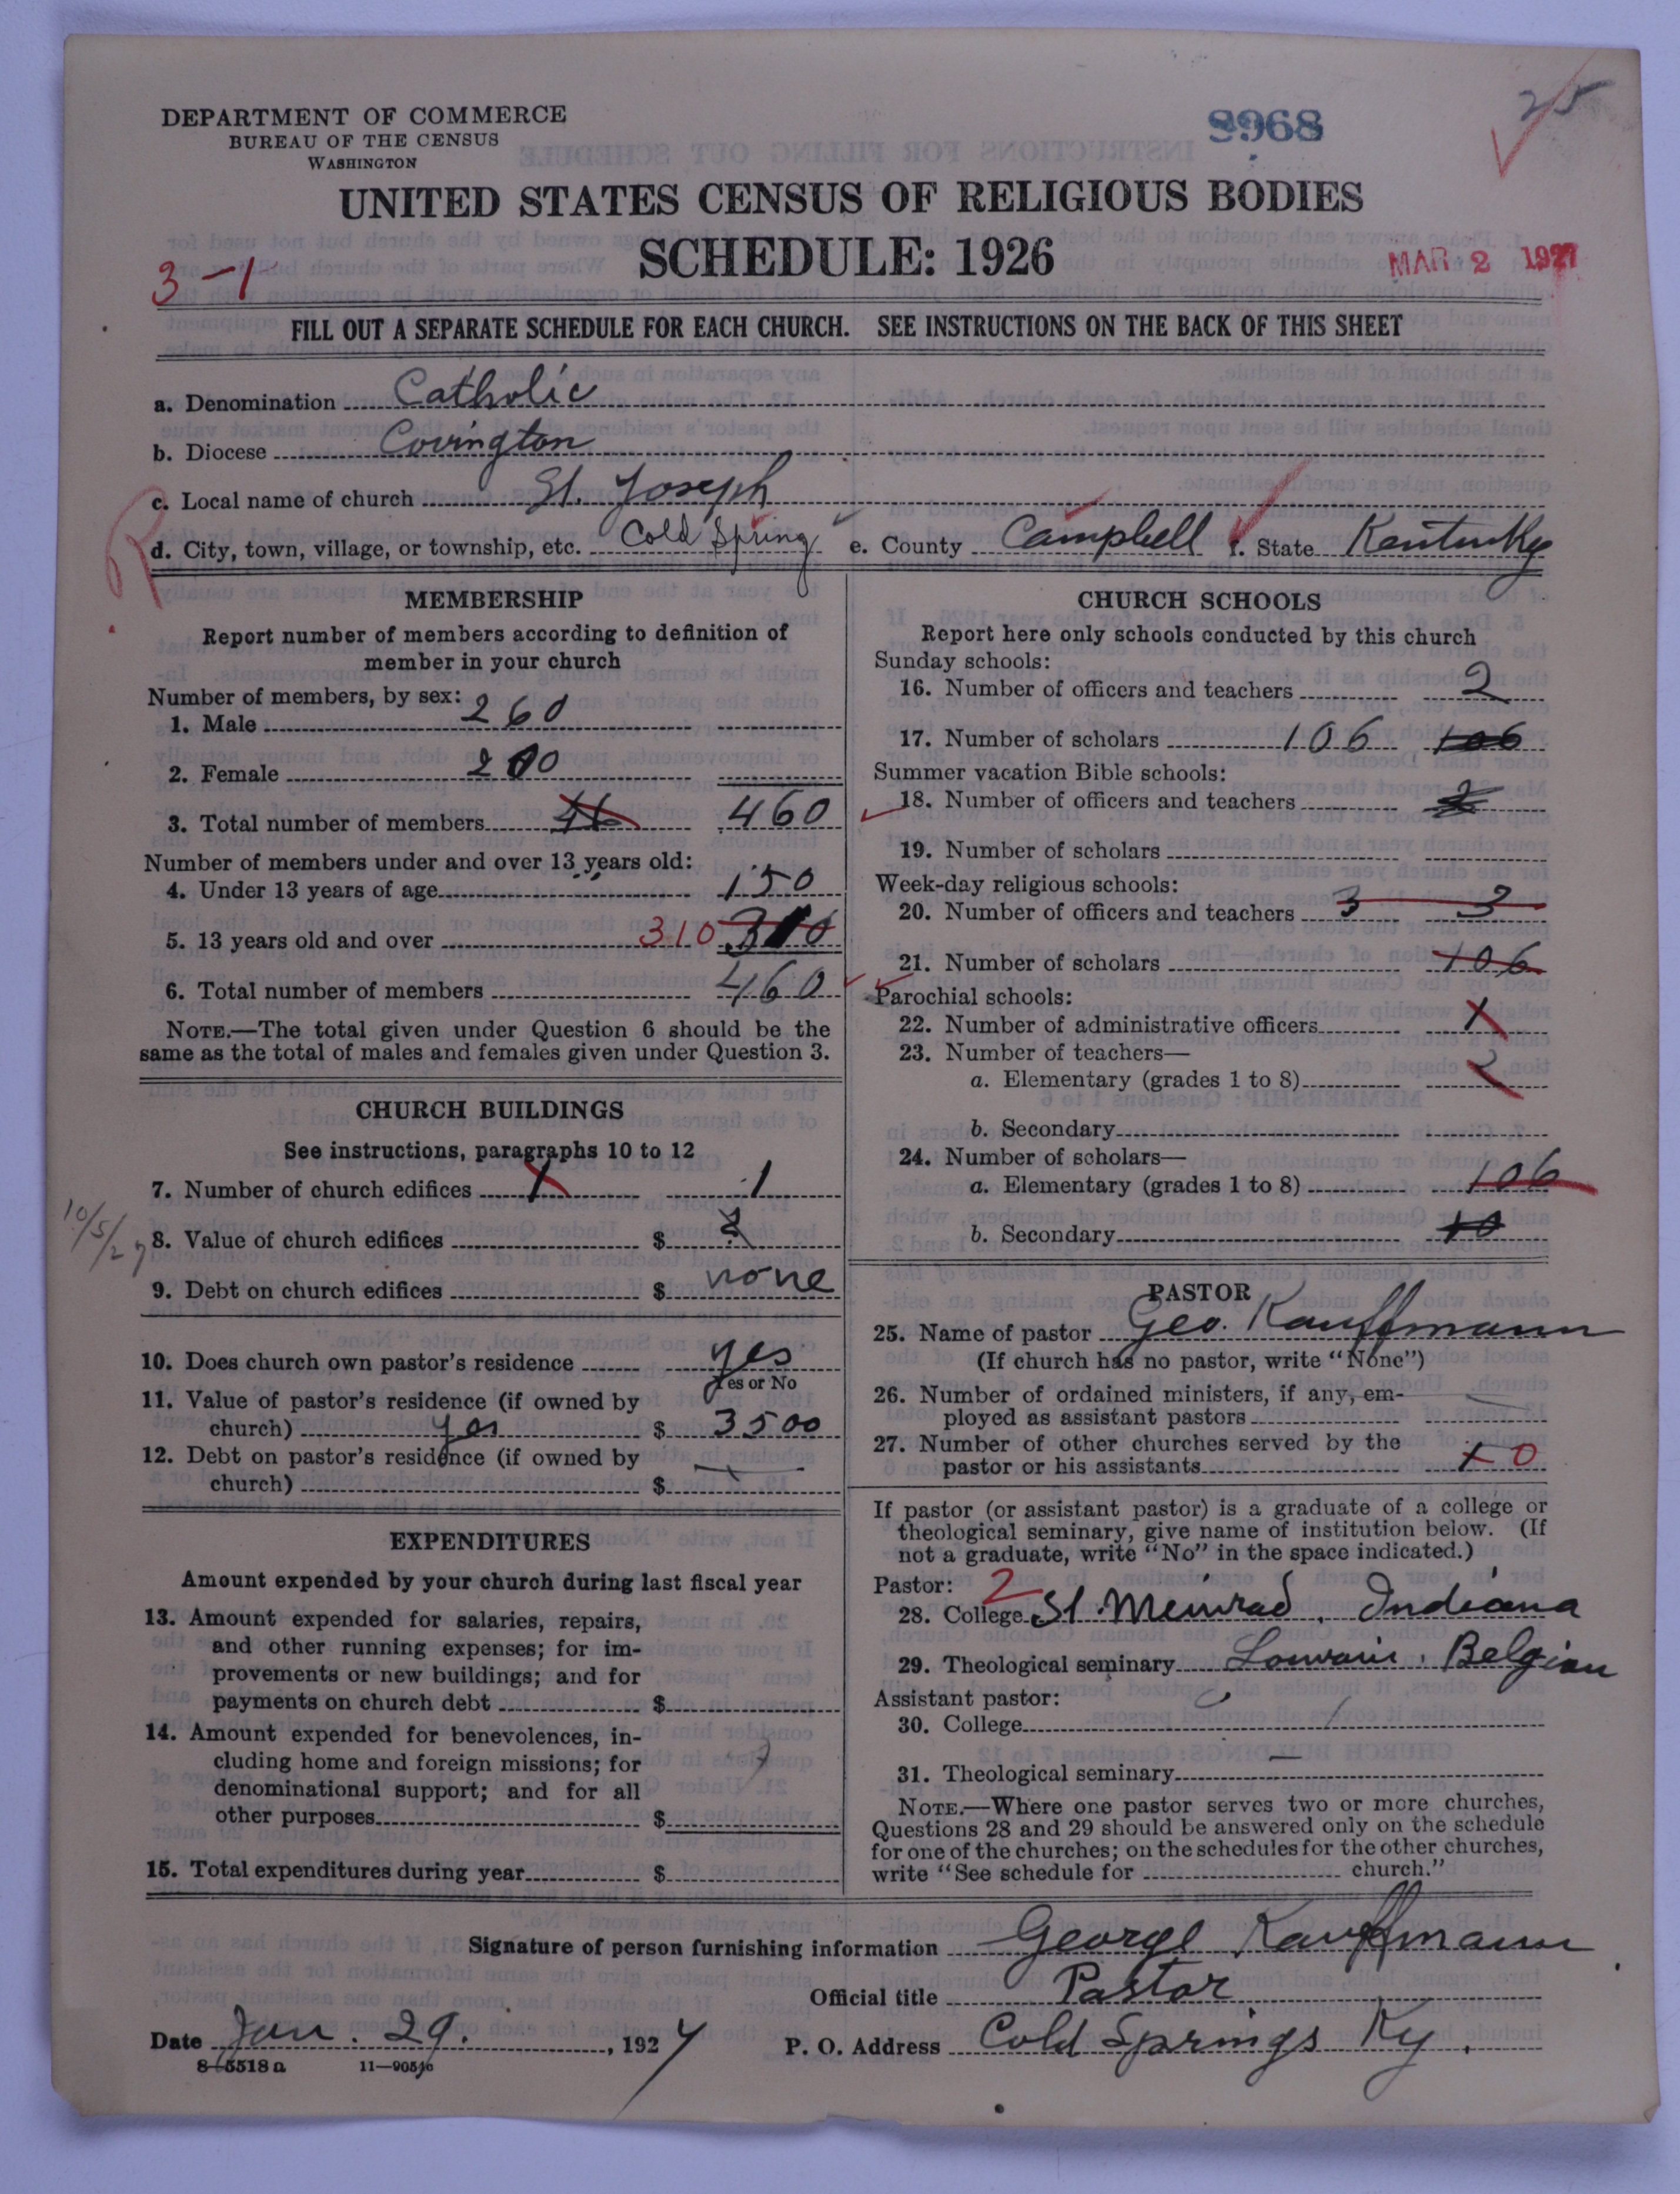 DEPARTMENT OF COMMERCE
BUREAU OF THE CENSUS
WASHINGTON
8968
25
UNITED STATES CENSUS OF RELIGIOUS BODIES
SCHEDULE: 1926
3-1
MAR 2 1927
FILL OUT A SEPARATE SCHEDULE FOR EACH CHURCH. SEE INSTRUCTIONS ON THE BACK OF THIS SHEET
a. Denomination Catholic
b. Diocese Covington
c. Local name of church St. Joseph
d. City, town, village, or township, etc. Cold Spring e. County Campbell f. State Kentucky
R
MEMBERSHIP
Report number of members according to definition of
member in your church
Number of members, by sex:
1. Male 260
2. Female 200
3. Total number of members 460
Number of members under and over 13 years old:
4. Under 13 years of age 150
5. 13 years old and over 310 310
6. Total number of members 460
NOTE.—The total given under Question 6 should be the
same as the total of males and females given under Question 3.
CHURCH BUILDINGS
See instructions, paragraphs 10 to 12
7. Number of church edifices 1 1
10/5/27
8. Value of church edifices $ ?
9. Debt on church edifices $ none
10. Does church own pastor's residence yes
Yes or No
11. Value of pastor's residence (if owned by
church) yes $ 3500
12. Debt on pastor's residence (if owned by
church) $
EXPENDITURES
Amount expended by your church during last fiscal year
13. Amount expended for salaries, repairs,
and other running expenses; for im-
provements or new buildings; and for
payments on church debt $
14. Amount expended for benevolences, in-
cluding home and foreign missions; for
denominational support; and for all
other purposes $
15. Total expenditures during year $
CHURCH SCHOOLS
Report here only schools conducted by this church
Sunday schools:
16. Number of officers and teachers 2
17. Number of scholars 106 106
Summer vacation Bible schools:
18. Number of officers and teachers 2
19. Number of scholars
Week-day religious schools:
20. Number of officers and teachers 3 3
21. Number of scholars 106
Parochial schools:
22. Number of administrative officers 1
23. Number of teachers—
a. Elementary (grades 1 to 8) 2
b. Secondary
24. Number of scholars—
a. Elementary (grades 1 to 8) 106
b. Secondary 10
PASTOR
25. Name of pastor Geo. Kauffmann
(If church has no pastor, write "None")
26. Number of ordained ministers, if any, em-
ployed as assistant pastors
27. Number of other churches served by the
pastor or his assistants 0
If pastor (or assistant pastor) is a graduate of a college or
theological seminary, give name of institution below. (If
not a graduate, write "No" in the space indicated.)
Pastor: 2
28. College St. Meinrad, Indiana
29. Theological seminary Louvain, Belgian
Assistant pastor:
30. College
31. Theological seminary
NOTE.—Where one pastor serves two or more churches,
Questions 28 and 29 should be answered only on the schedule
for one of the churches; on the schedules for the other churches,
write "See schedule for church."
Signature of person furnishing information George Kauffmann
Official title Pastor
Date Jan. 29. , 1927 P. O. Address Cold Springs Ky.
8-5518a 11-90516